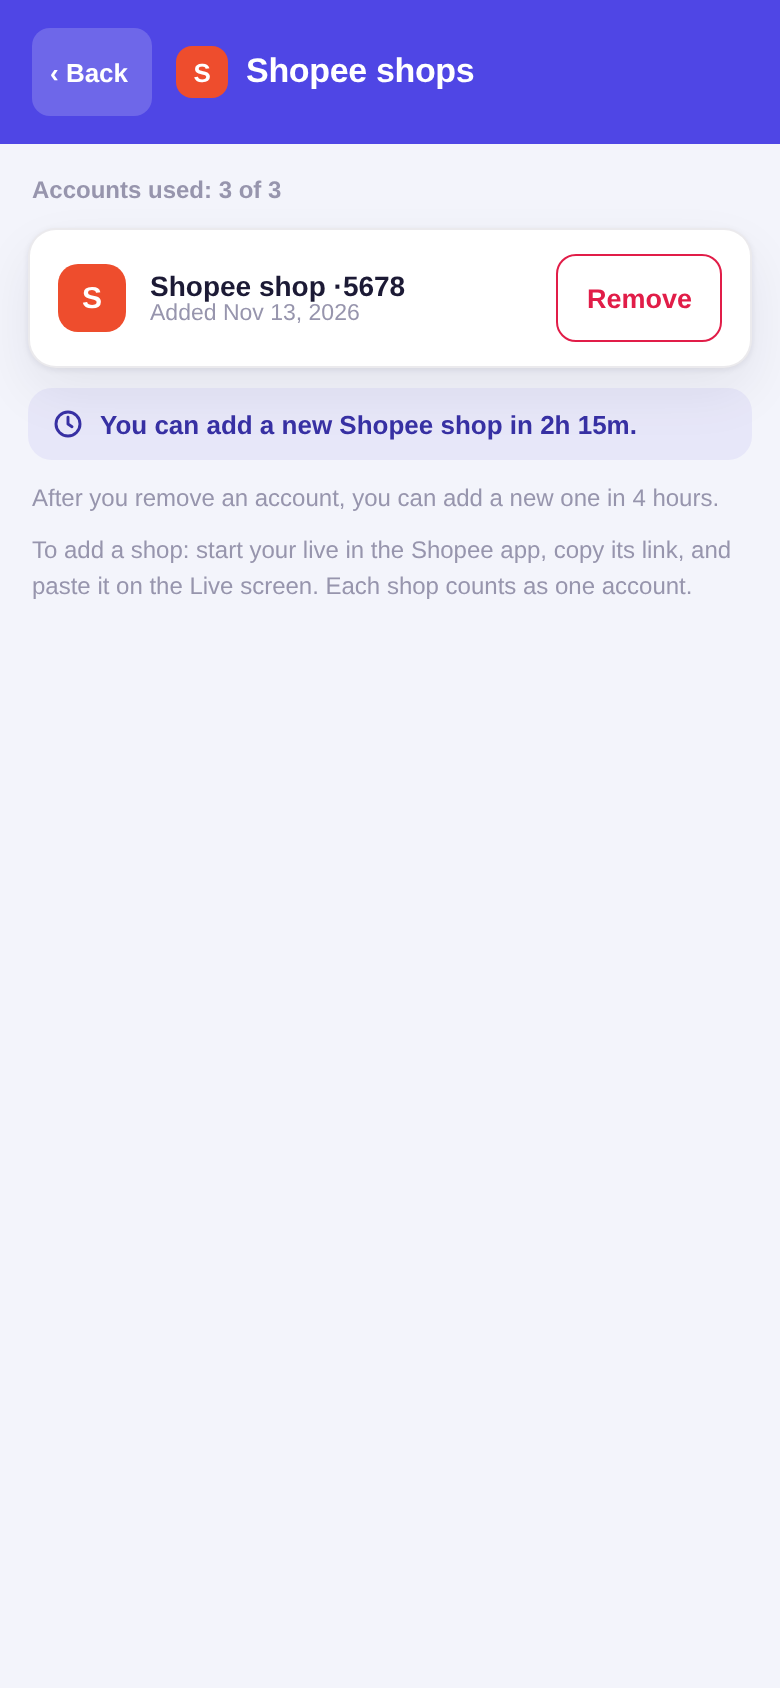 ‹ Back
S
Shopee shops
Accounts used: 3 of 3
S
Shopee shop ·5678
Added Nov 13, 2026
Remove
You can add a new Shopee shop in 2h 15m.
After you remove an account, you can add a new one in 4 hours.
To add a shop: start your live in the Shopee app, copy its link, and
paste it on the Live screen. Each shop counts as one account.